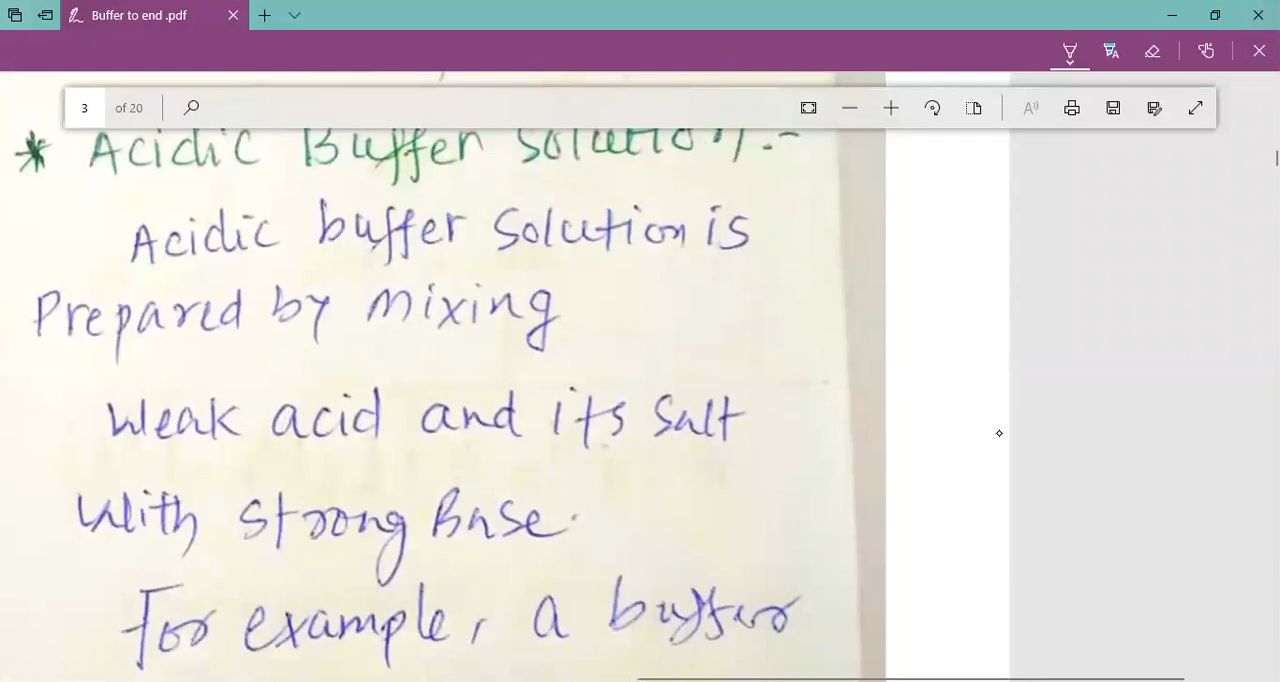 Buffer to end .pdf
3 of 20
* Acidic Buffer Solution :-
Acidic buffer Solution is
Prepared by mixing
Weak acid and its Salt
With strong Base.
For example, a buffer